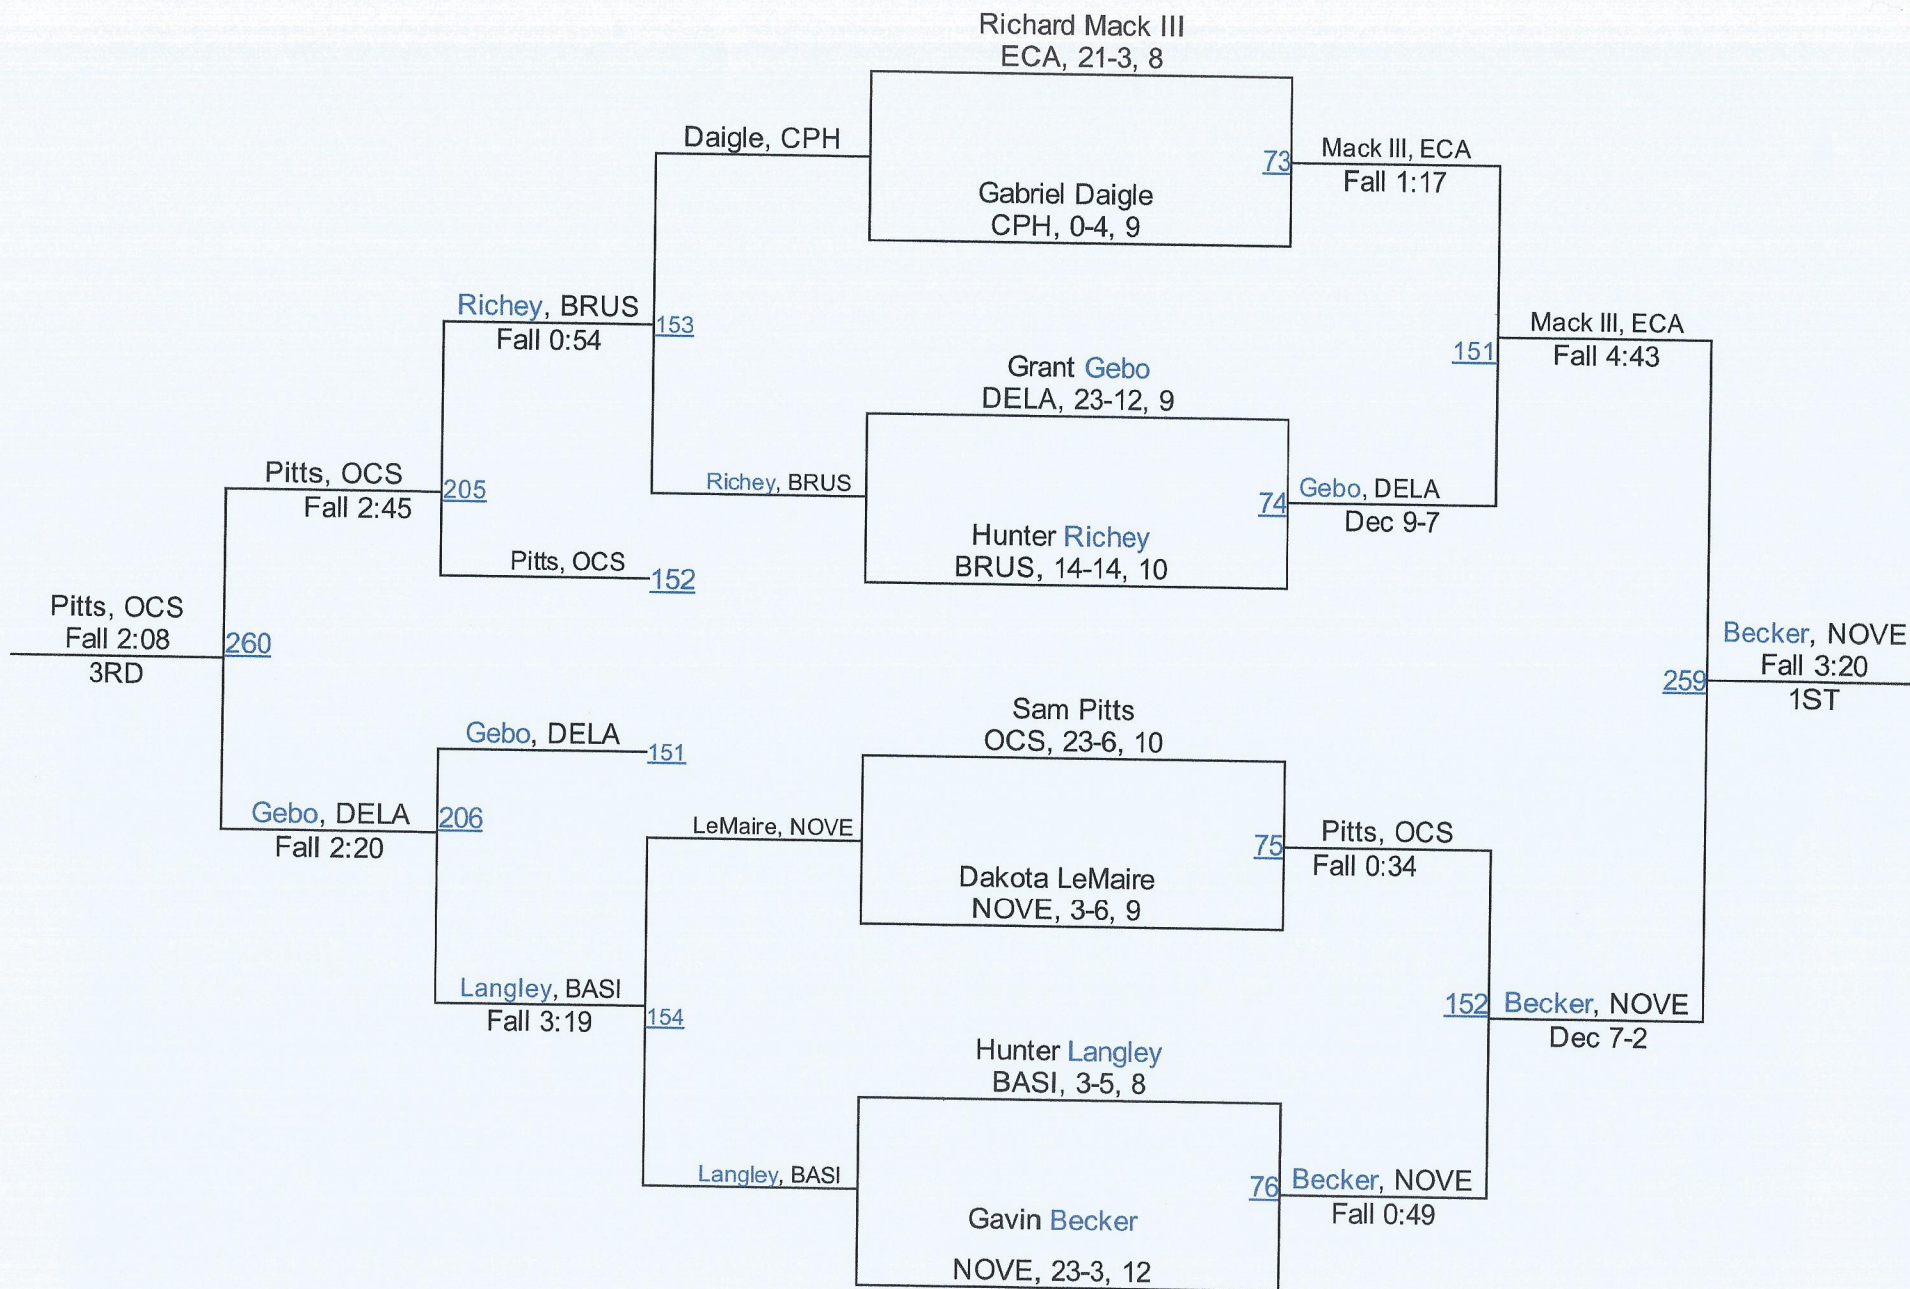 Richard Mack III
ECA, 21-3, 8
Daigle, CPH
73
Mack III, ECA
Fall 1:17
Gabriel Daigle
CPH, 0-4, 9
Richey, BRUS
Fall 0:54
153
Mack III, ECA
Fall 4:43
151
Grant Gebo
DELA, 23-12, 9
Pitts, OCS
Fall 2:45
205
Richey, BRUS
74
Gebo, DELA
Dec 9-7
Hunter Richey
BRUS, 14-14, 10
Pitts, OCS
152
Pitts, OCS
Fall 2:08
3RD
260
Becker, NOVE
Fall 3:20
1ST
259
Sam Pitts
OCS, 23-6, 10
Gebo, DELA
151
Gebo, DELA
Fall 2:20
206
LeMaire, NOVE
75
Pitts, OCS
Fall 0:34
Dakota LeMaire
NOVE, 3-6, 9
Langley, BASI
Fall 3:19
154
152
Becker, NOVE
Dec 7-2
Hunter Langley
BASI, 3-5, 8
Langley, BASI
76
Becker, NOVE
Fall 0:49
Gavin Becker
NOVE, 23-3, 12